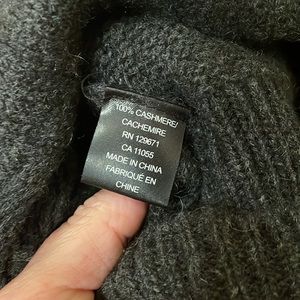 100% CASHMERE/
CACHEMIRE
RN 129671
CA 11055
MADE IN CHINA
FABRIQUÉ EN
CHINE